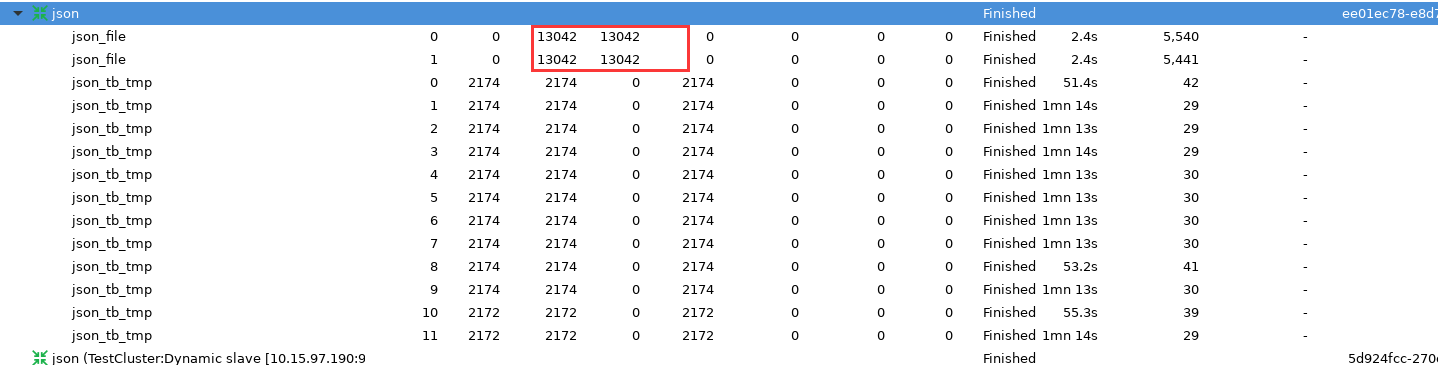 json Finished ee01ec78-e8d7
json_file 0 0 13042 13042 0 Finished 2.4s 5,540 -
json_file 1 0 13042 13042 0 Finished 2.4s 5,441 -
json_tb_tmp 0 2174 2174 0 2174 0 0 0 Finished 51.4s 42 -
json_tb_tmp 1 2174 2174 0 2174 0 0 0 Finished 1mn 14s 29 -
json_tb_tmp 2 2174 2174 0 2174 0 0 0 Finished 1mn 13s 29 -
json_tb_tmp 3 2174 2174 0 2174 0 0 0 Finished 1mn 14s 29 -
json_tb_tmp 4 2174 2174 0 2174 0 0 0 Finished 1mn 13s 30 -
json_tb_tmp 5 2174 2174 0 2174 0 0 0 Finished 1mn 13s 30 -
json_tb_tmp 6 2174 2174 0 2174 0 0 0 Finished 1mn 13s 30 -
json_tb_tmp 7 2174 2174 0 2174 0 0 0 Finished 1mn 13s 30 -
json_tb_tmp 8 2174 2174 0 2174 0 0 0 Finished 53.2s 41 -
json_tb_tmp 9 2174 2174 0 2174 0 0 0 Finished 1mn 13s 30 -
json_tb_tmp 10 2172 2172 0 2172 0 0 0 Finished 55.3s 39 -
json_tb_tmp 11 2172 2172 0 2172 0 0 0 Finished 1mn 14s 29 -
json (TestCluster:Dynamic slave [10.15.97.190:9 Finished 5d924fcc-270